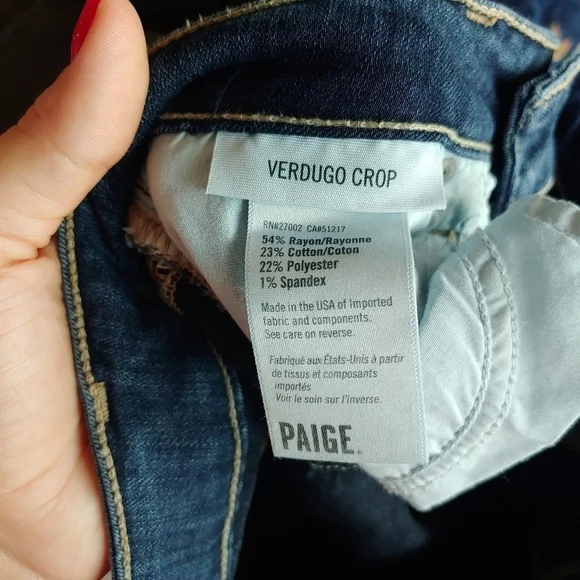 VERDUGO CROP
RN#27002 CA#51217
54% Rayon/Rayonne
23% Cotton/Coton
22% Polyester
1% Spandex
Made in the USA of imported
fabric and components.
See care on reverse.
Fabriqué aux États-Unis à partir
de tissus et composants
importés
Voir le soin sur l'inverse.
PAIGE